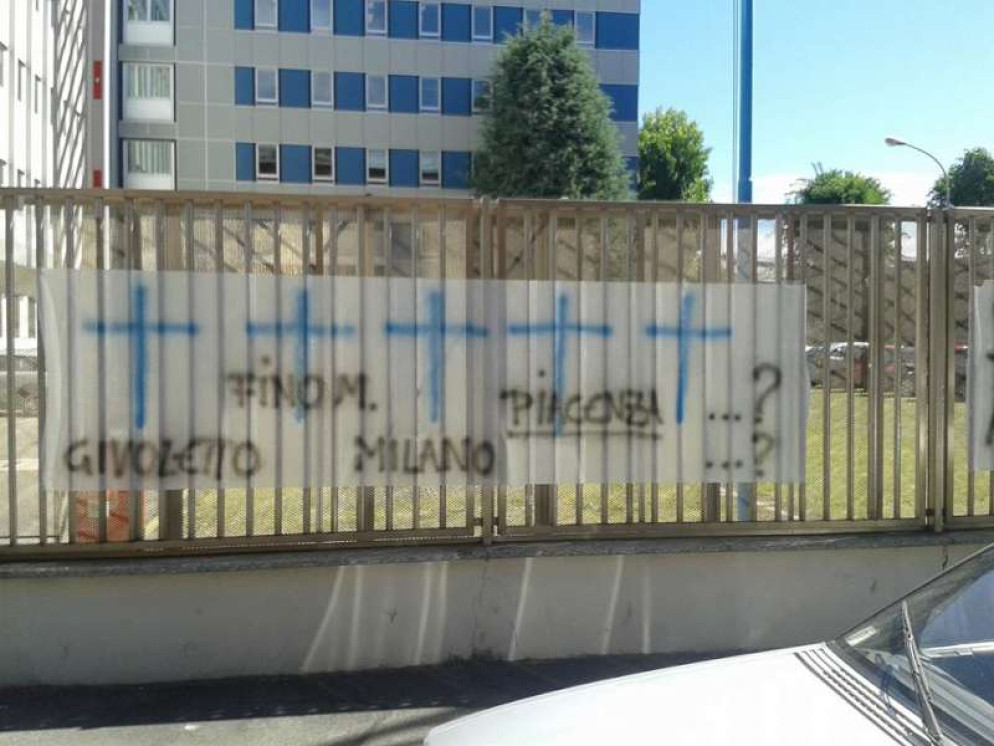 FINO M. PIACENZA ...?
GIVOLETTO MILANO ...?